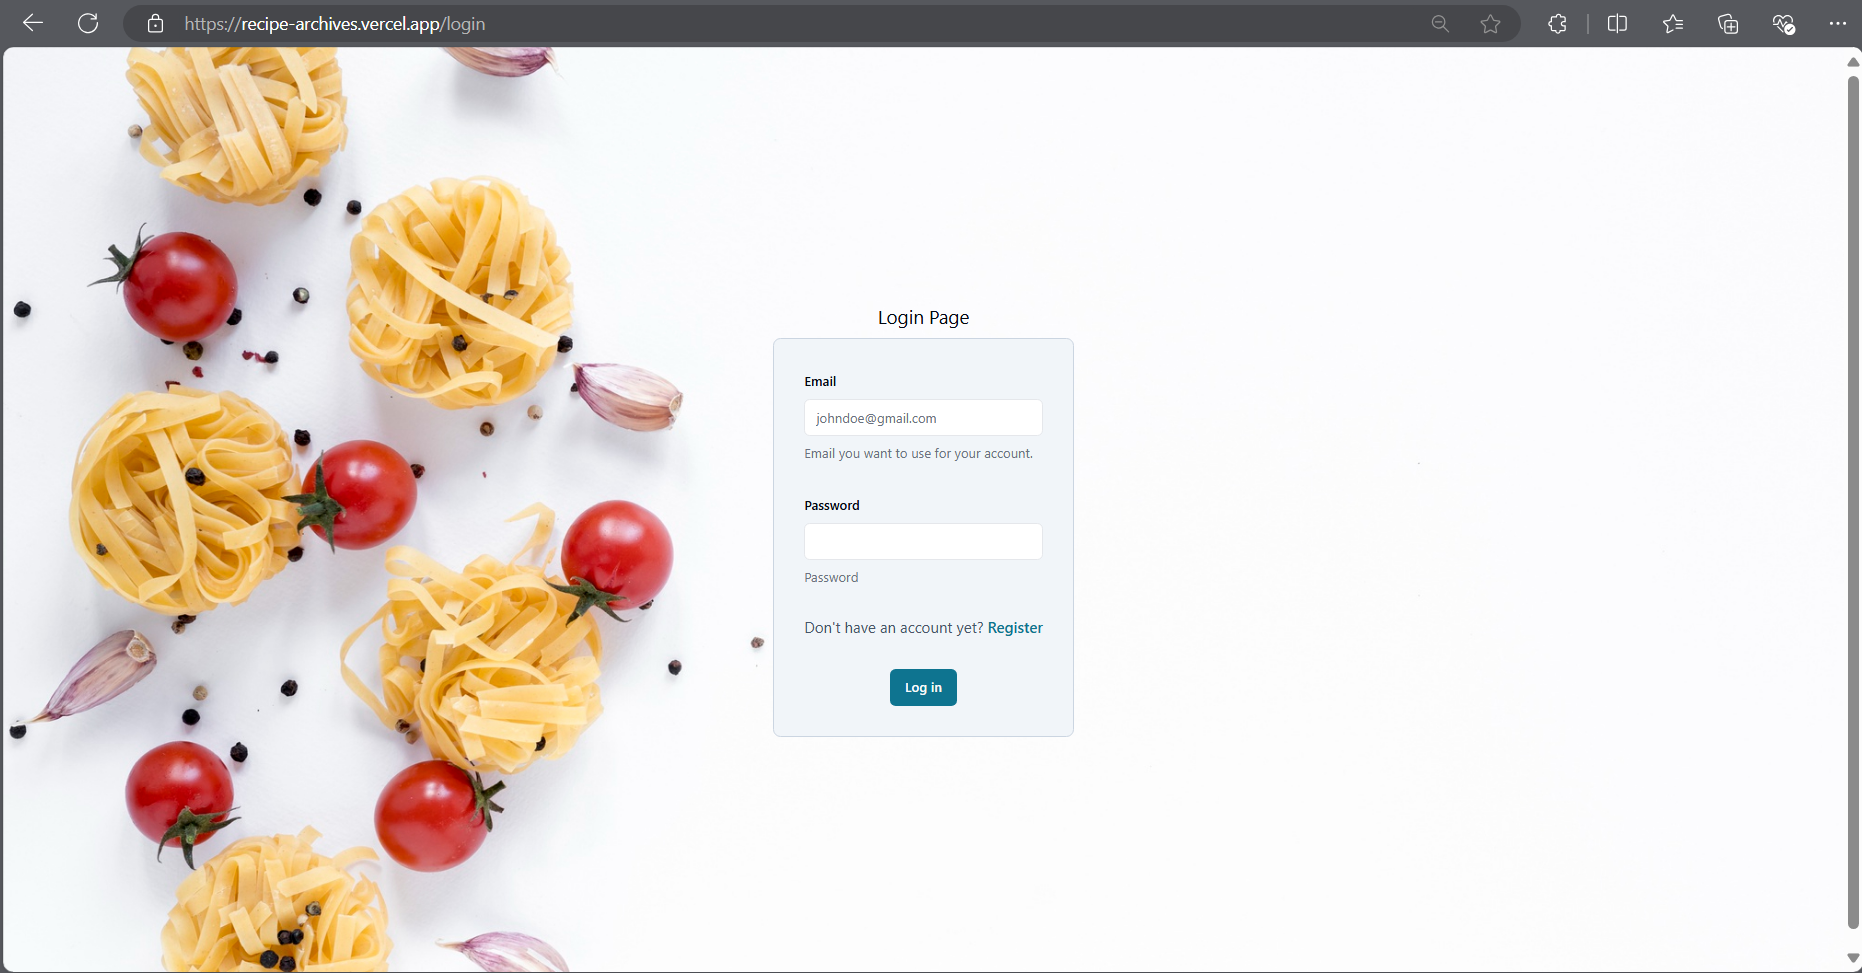 https://recipe-archives.vercel.app/login
Login Page
Email
johndoe@gmail.com
Email you want to use for your account.
Password
Password
Don't have an account yet? Register
Log in